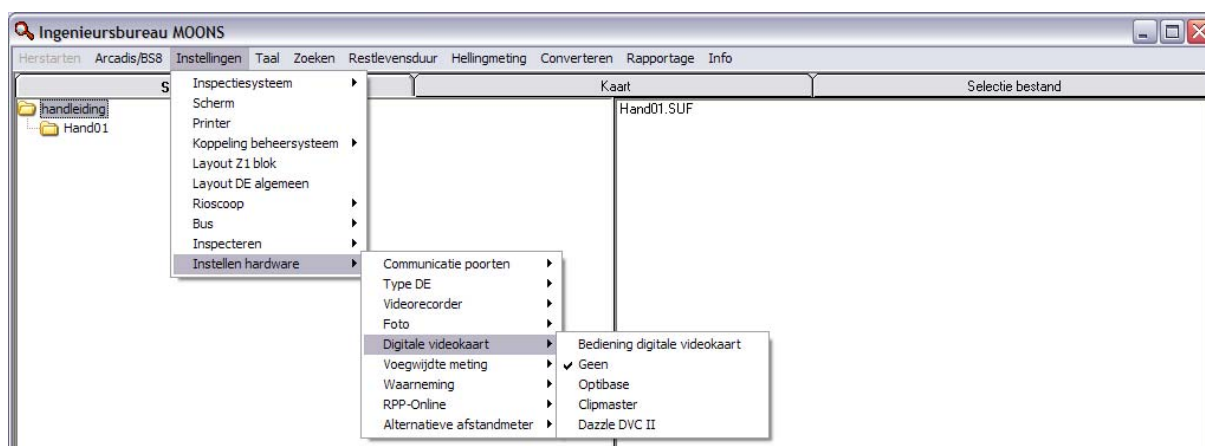 Ingenieursbureau MOONS
Herstarten Arcadis/BS8 Instellingen Taal Zoeken Restlevensduur Hellingmeting Converteren Rapportage Info
S Kaart Selectie bestand
handleiding
Hand01
Hand01.SUF
Inspectiesysteem
Scherm
Printer
Koppeling beheersysteem
Layout Z1 blok
Layout DE algemeen
Rioscoop
Bus
Inspecteren
Instellen hardware
Communicatie poorten
Type DE
Videorecorder
Foto
Digitale videokaart
Voegwijdte meting
Waarneming
RPP-Online
Alternatieve afstandmeter
Bediening digitale videokaart
Geen
Optibase
Clipmaster
Dazzle DVC II